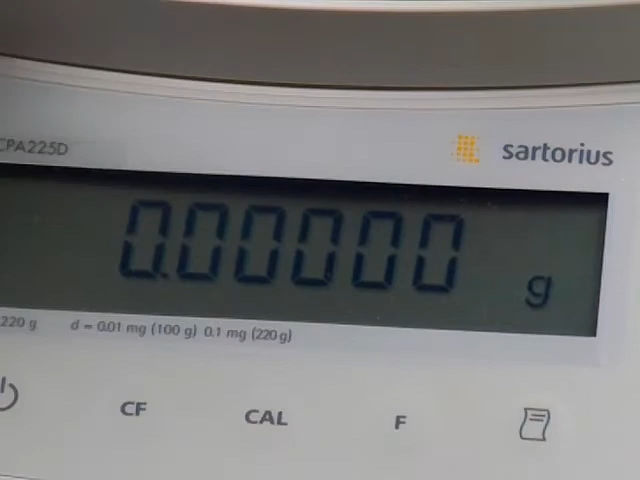 CPA225D
sartorius
0.00000 g
220 g d = 0.01 mg (100 g) 0.1 mg (220 g)
CF CAL F